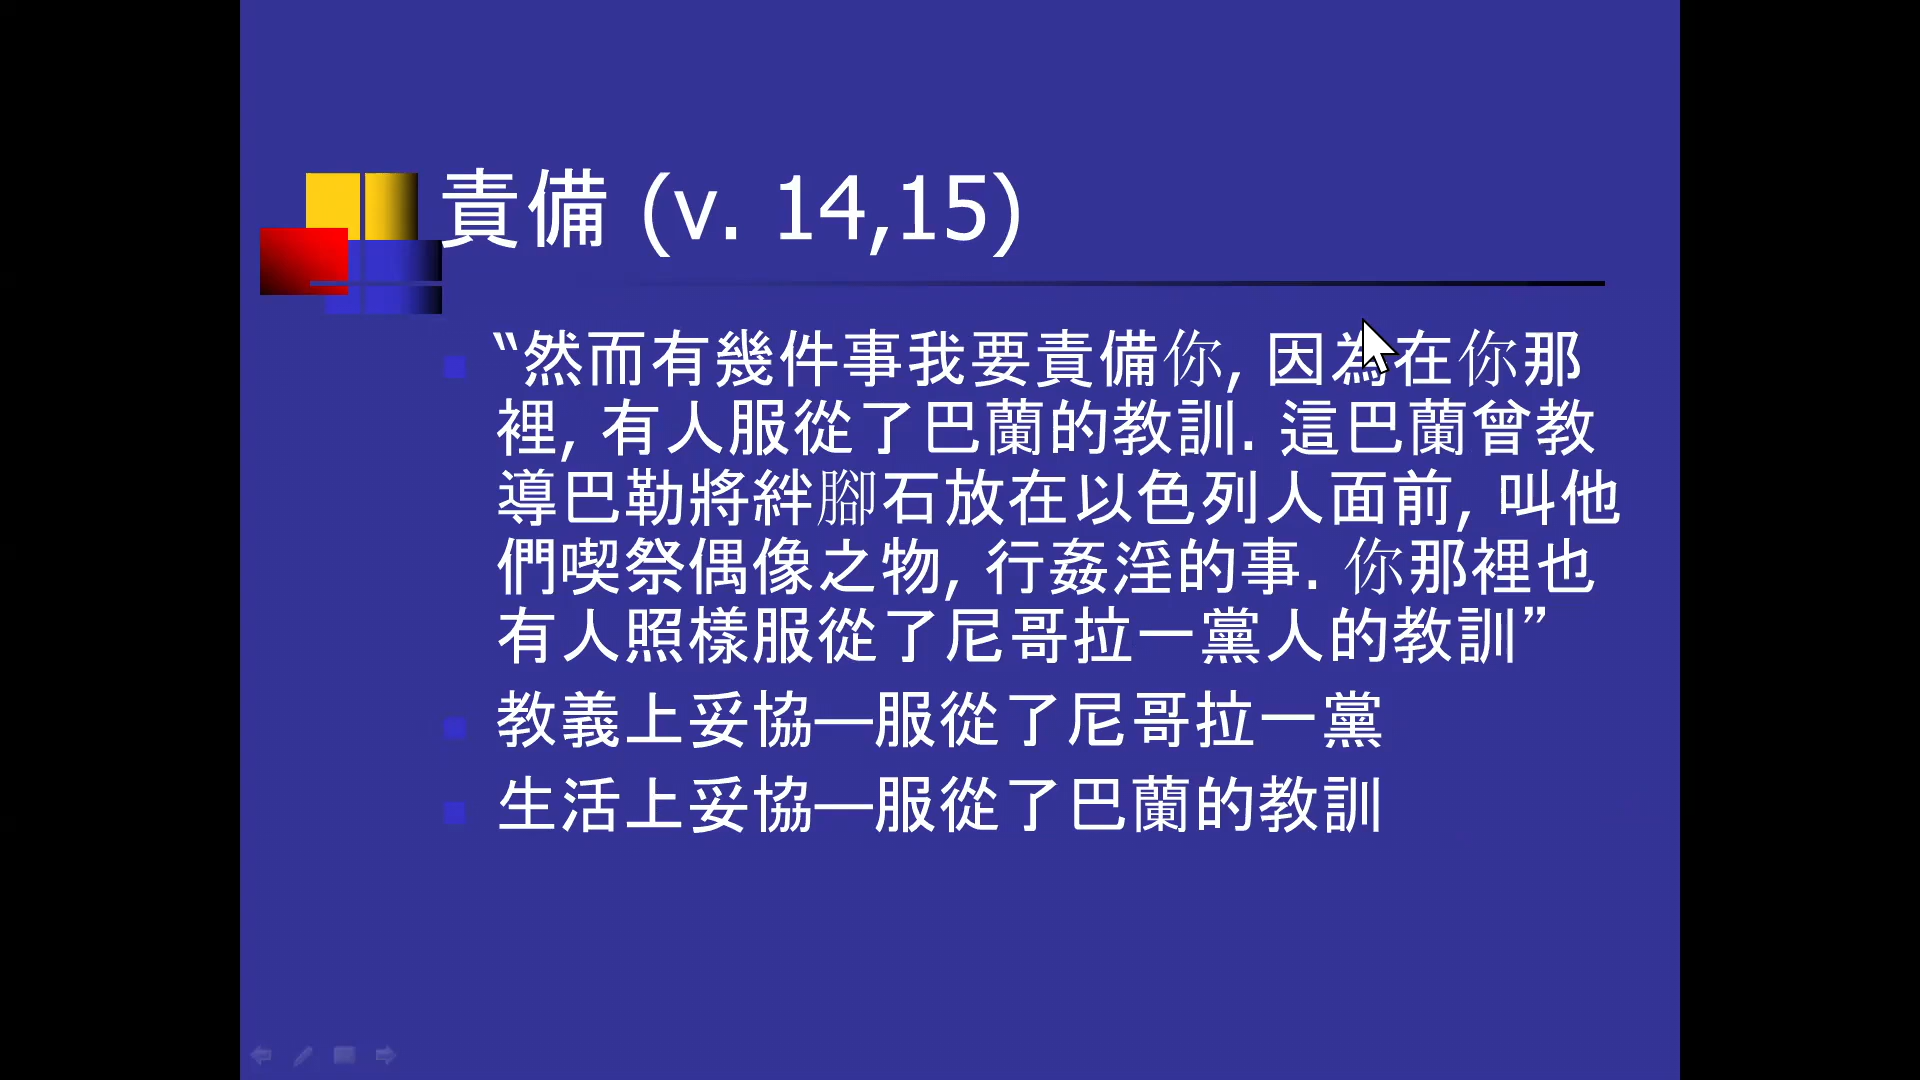 責備 (v. 14,15)
“然而有幾件事我要責備你, 因為在你那
裡, 有人服從了巴蘭的教訓. 這巴蘭曾教
導巴勒將絆腳石放在以色列人面前, 叫他
們喫祭偶像之物, 行姦淫的事. 你那裡也
有人照樣服從了尼哥拉一黨人的教訓”
教義上妥協—服從了尼哥拉一黨
生活上妥協—服從了巴蘭的教訓